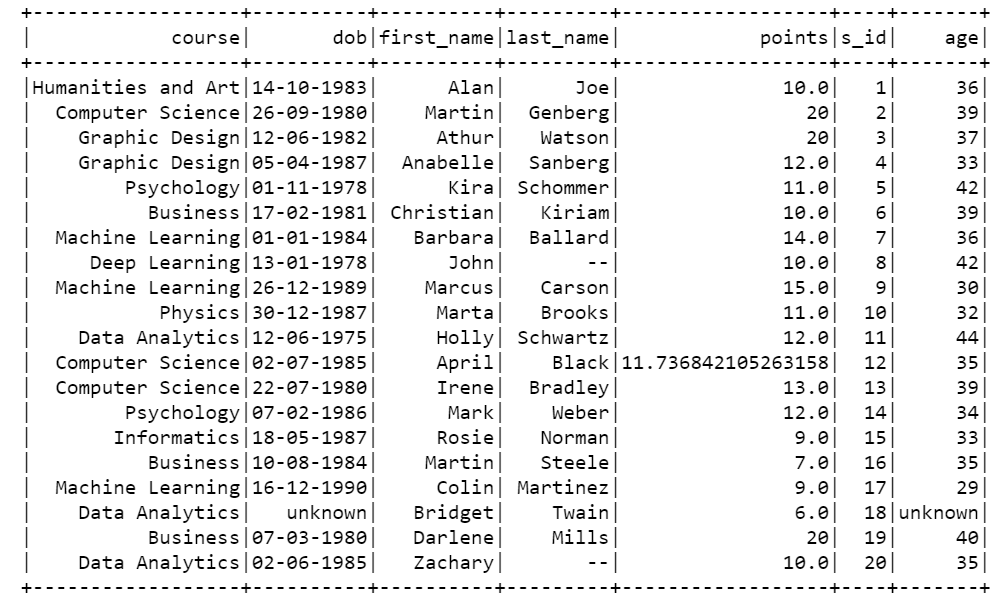 +------------------+----------+----------+---------+------------------+----+-------+
|            course|       dob|first_name|last_name|            points|s_id|    age|
+------------------+----------+----------+---------+------------------+----+-------+
|Humanities and Art|14-10-1983|      Alan|      Joe|              10.0|   1|     36|
|  Computer Science|26-09-1980|    Martin|  Genberg|                20|   2|     39|
|    Graphic Design|12-06-1982|     Athur|   Watson|                20|   3|     37|
|    Graphic Design|05-04-1987|  Anabelle|  Sanberg|              12.0|   4|     33|
|        Psychology|01-11-1978|      Kira| Schommer|              11.0|   5|     42|
|          Business|17-02-1981| Christian|   Kiriam|              10.0|   6|     39|
|  Machine Learning|01-01-1984|   Barbara|  Ballard|              14.0|   7|     36|
|     Deep Learning|13-01-1978|      John|       --|              10.0|   8|     42|
|  Machine Learning|26-12-1989|    Marcus|   Carson|              15.0|   9|     30|
|           Physics|30-12-1987|     Marta|   Brooks|              11.0|  10|     32|
|    Data Analytics|12-06-1975|     Holly| Schwartz|              12.0|  11|     44|
|  Computer Science|02-07-1985|     April|    Black|11.736842105263158|  12|     35|
|  Computer Science|22-07-1980|     Irene|  Bradley|              13.0|  13|     39|
|        Psychology|07-02-1986|      Mark|    Weber|              12.0|  14|     34|
|       Informatics|18-05-1987|     Rosie|   Norman|               9.0|  15|     33|
|          Business|10-08-1984|    Martin|   Steele|               7.0|  16|     35|
|  Machine Learning|16-12-1990|     Colin| Martinez|               9.0|  17|     29|
|    Data Analytics|   unknown|   Bridget|    Twain|               6.0|  18|unknown|
|          Business|07-03-1980|   Darlene|    Mills|                20|  19|     40|
|    Data Analytics|02-06-1985|   Zachary|       --|              10.0|  20|     35|
+------------------+----------+----------+---------+------------------+----+-------+